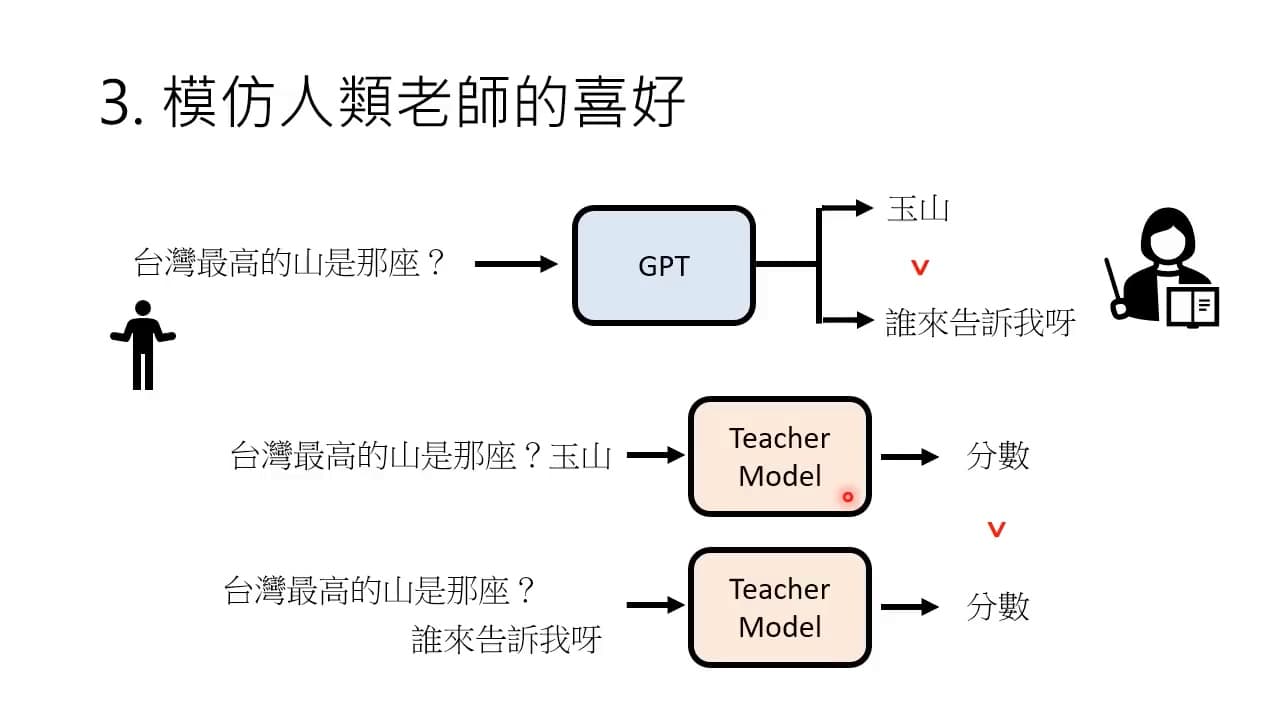 3. 模仿人類老師的喜好
玉山
台灣最高的山是那座？
GPT
v
誰來告訴我呀
台灣最高的山是那座？玉山
Teacher
Model
分數
v
台灣最高的山是那座？
誰來告訴我呀
Teacher
Model
分數